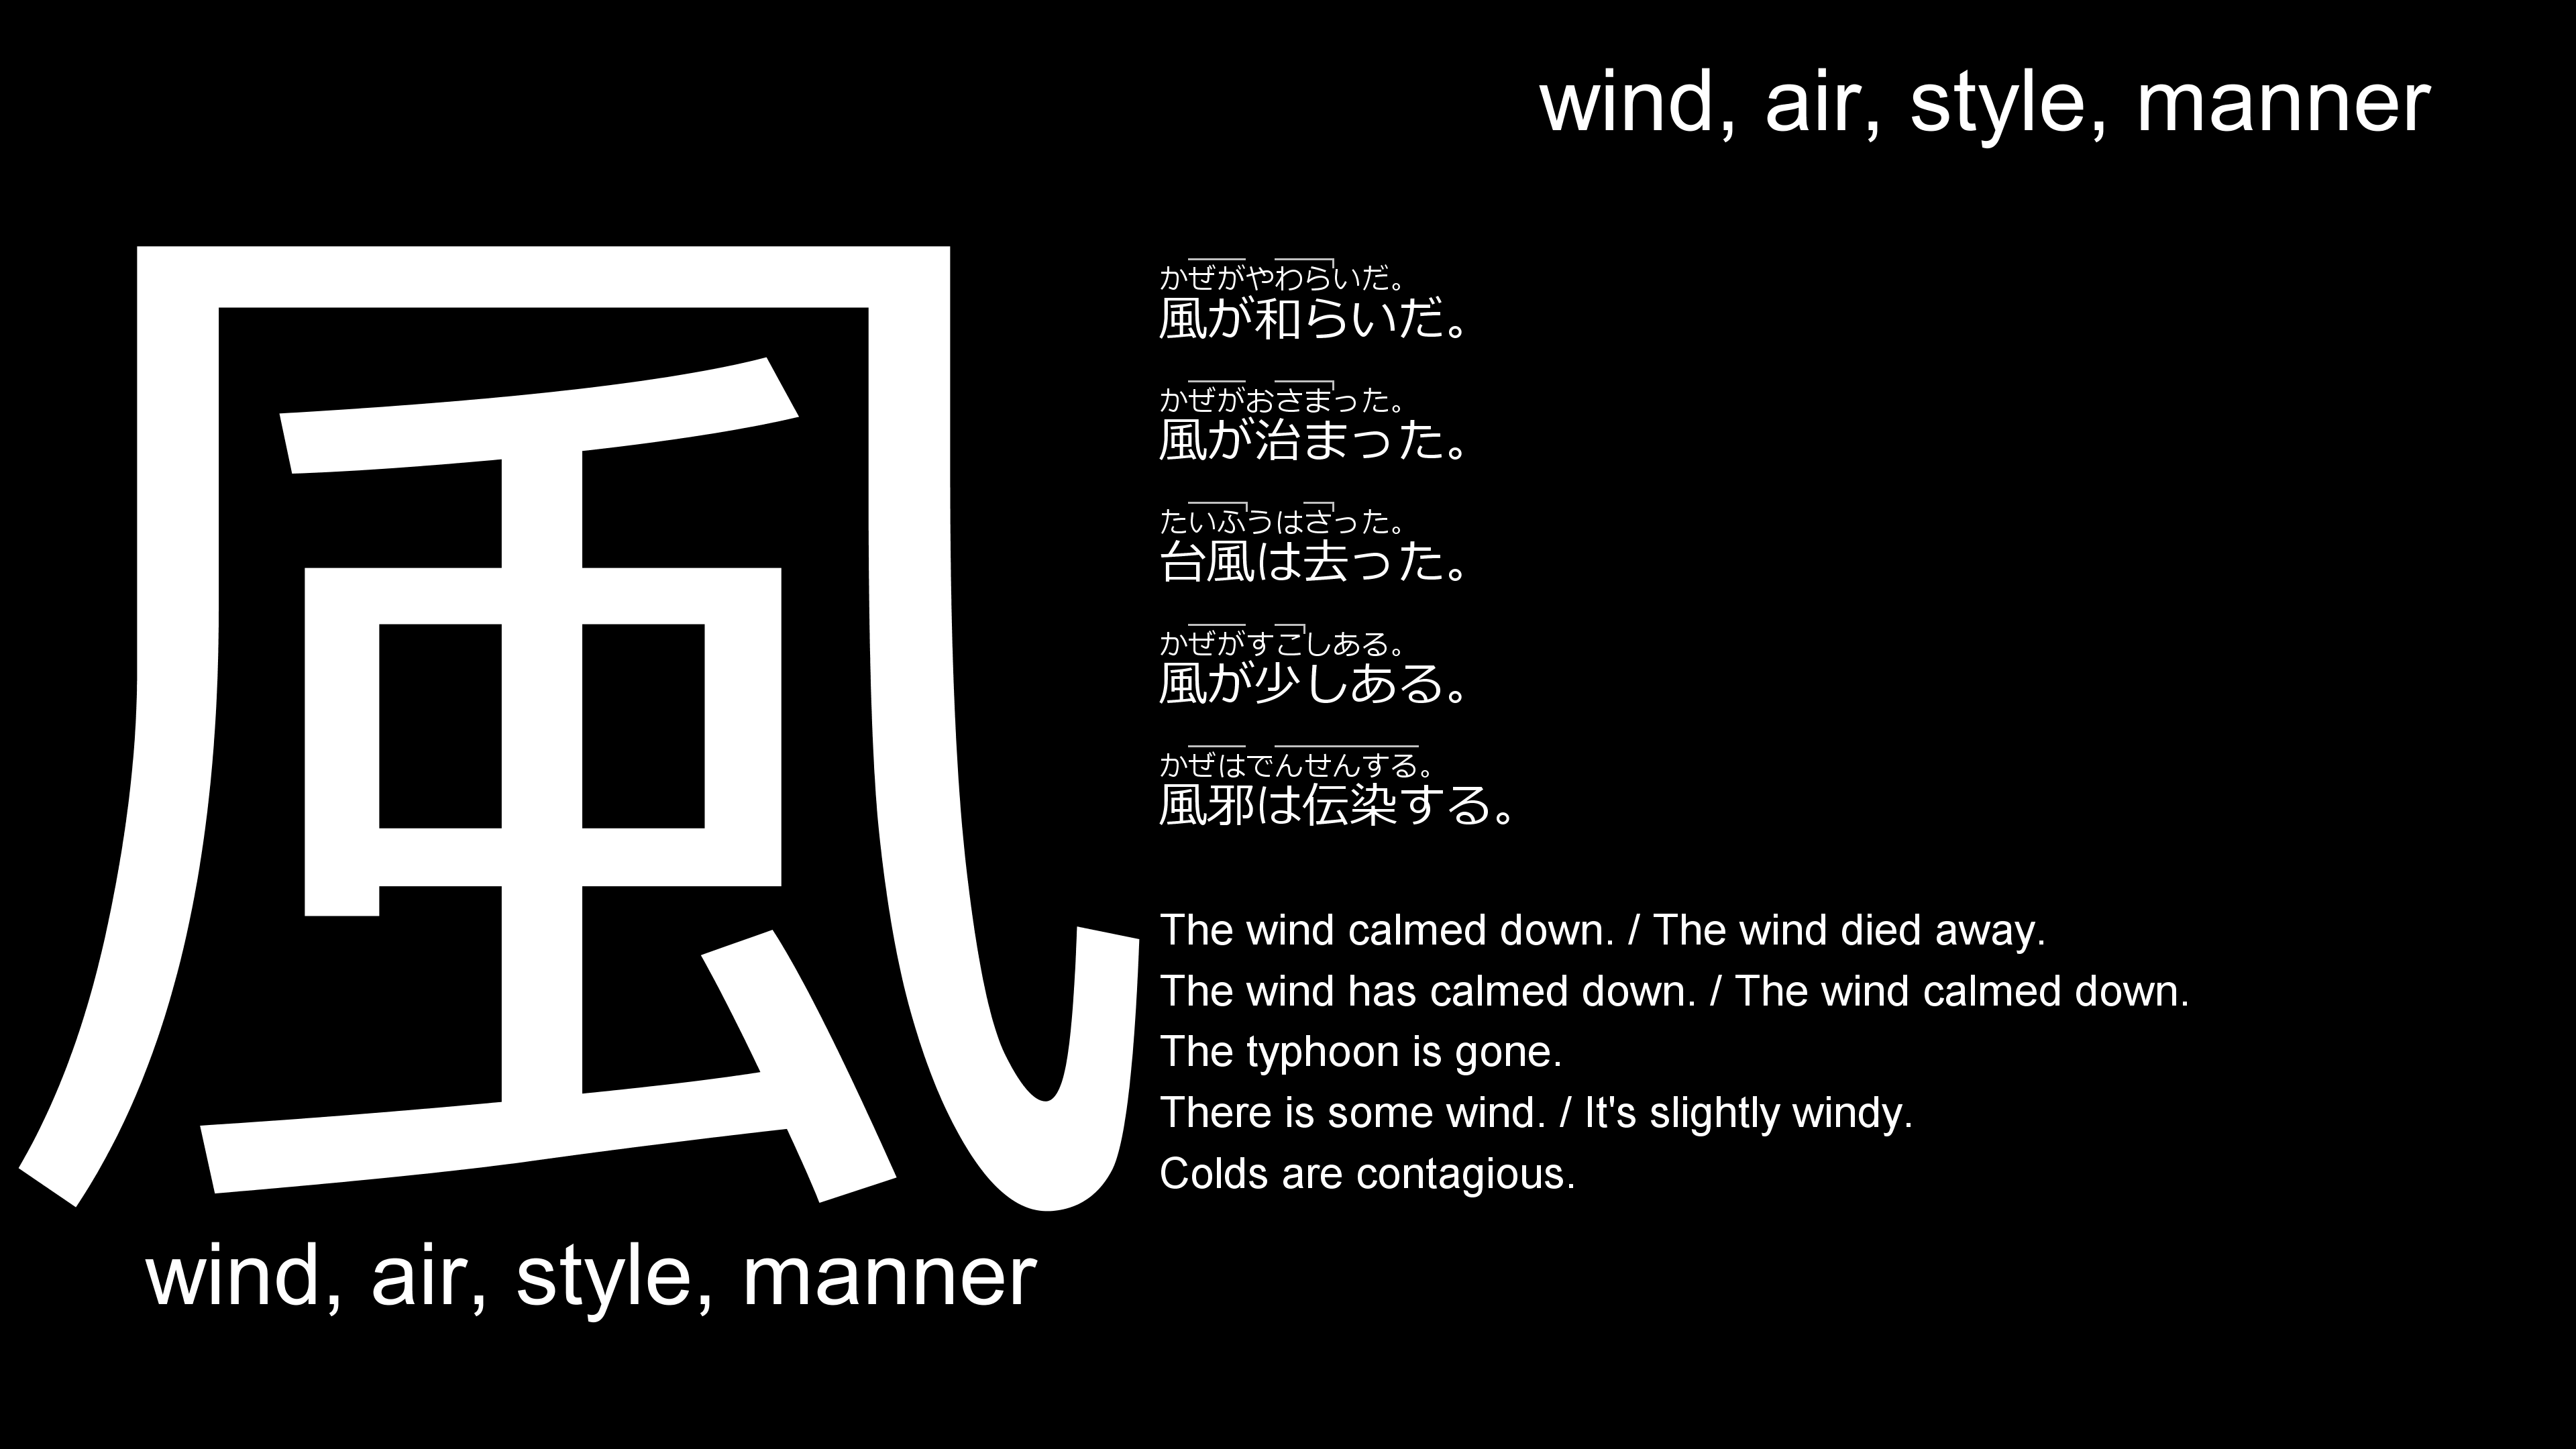 wind, air, style, manner
風
かぜがやわらいだ。
風が和らいだ。
かぜがおさまった。
風が治まった。
たいふうはさった。
台風は去った。
かぜがすこしある。
風が少しある。
かぜはでんせんする。
風邪は伝染する。
The wind calmed down. / The wind died away.
The wind has calmed down. / The wind calmed down.
The typhoon is gone.
There is some wind. / It's slightly windy.
Colds are contagious.
wind, air, style, manner